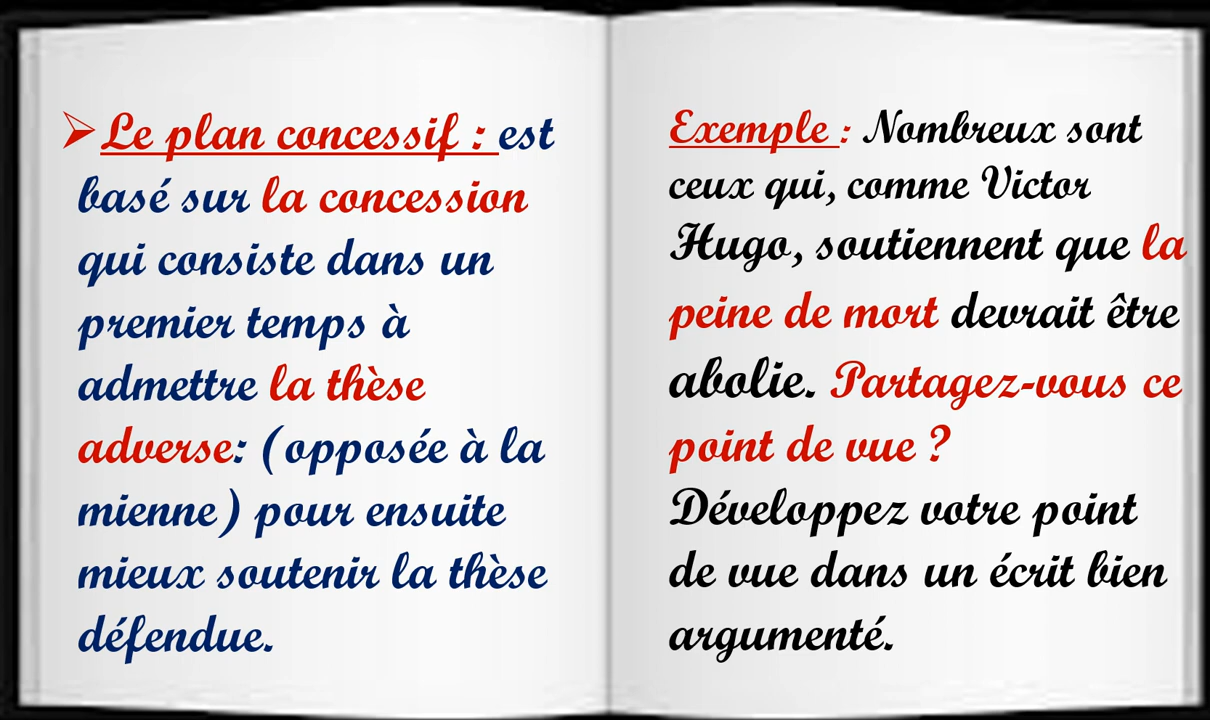 Le plan concessif : est
basé sur la concession
qui consiste dans un
premier temps à
admettre la thèse
adverse: (opposée à la
mienne) pour ensuite
mieux soutenir la thèse
défendue.
Exemple : Nombreux sont
ceux qui, comme Victor
Hugo, soutiennent que la
peine de mort devrait être
abolie. Partagez-vous ce
point de vue ?
Développez votre point
de vue dans un écrit bien
argumenté.